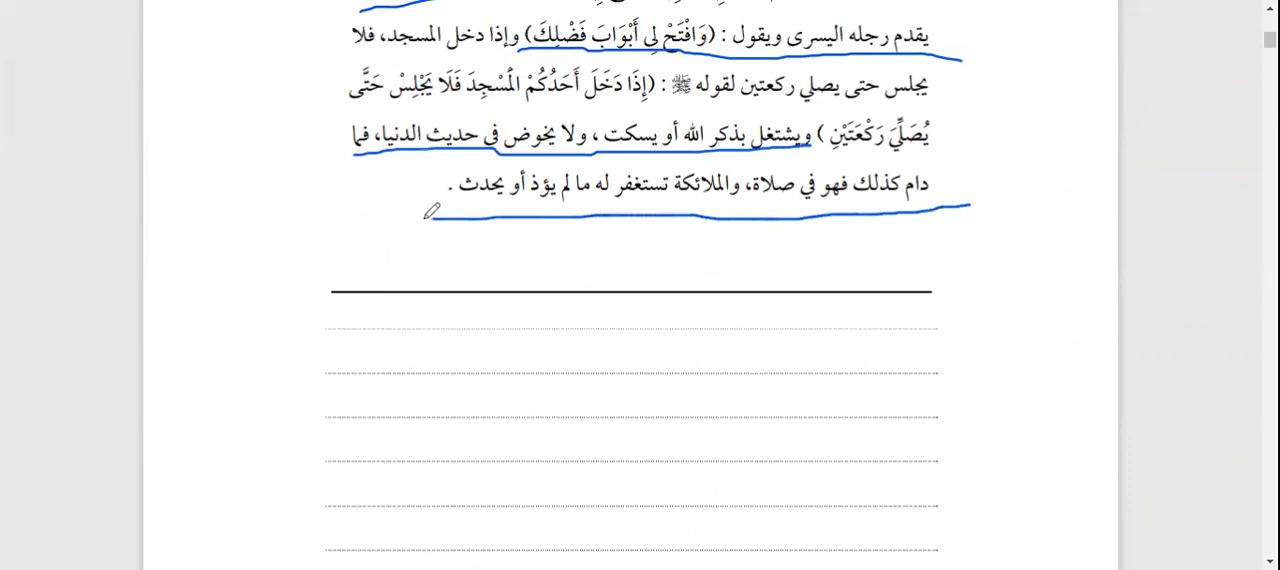 يقدم رجله اليسرى ويقول : (وَافْتَحْ لِى أَبْوَابَ فَضْلِكَ) وإذا دخل المسجد، فلا
يجلس حتى يصلي ركعتين لقوله ﷺ : (إِذَا دَخَلَ أَحَدُكُمْ الْمَسْجِدَ فَلَا يَجْلِسْ حَتَّى
يُصَلِّيَ رَكْعَتَيْنِ ) ويشتغل بذكر الله أو يسكت ، ولا يخوض فى حديث الدنيا، فما
دام كذلك فهو في صلاة، والملائكة تستغفر له ما لم يؤذ أو يحدث .